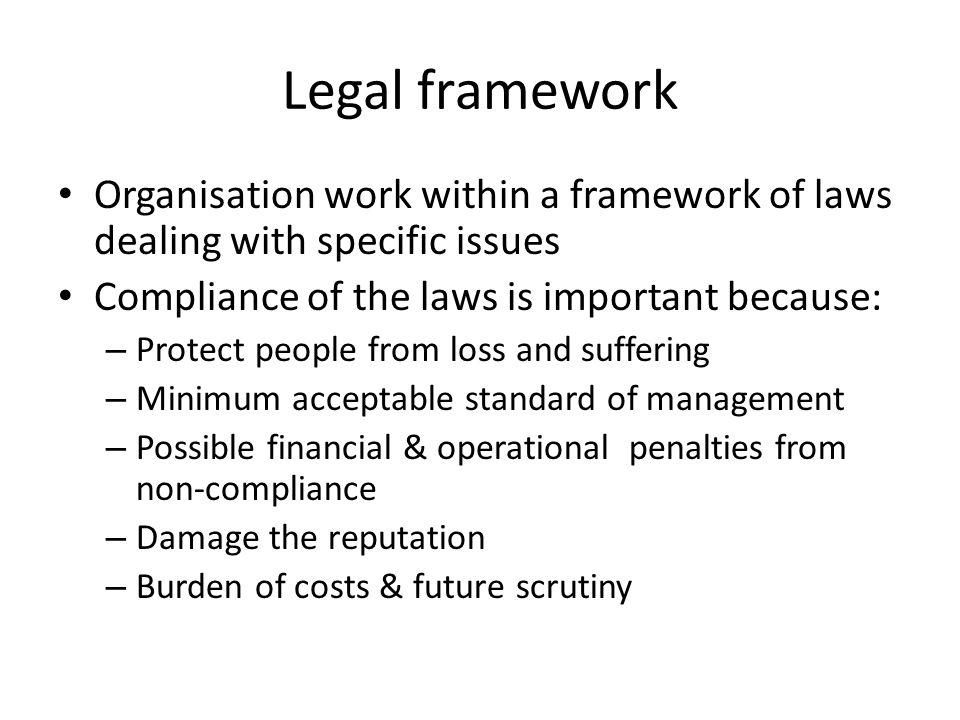 Legal framework
• Organisation work within a framework of laws
dealing with specific issues
• Compliance of the laws is important because:
– Protect people from loss and suffering
– Minimum acceptable standard of management
– Possible financial & operational  penalties from
non-compliance
– Damage the reputation
– Burden of costs & future scrutiny